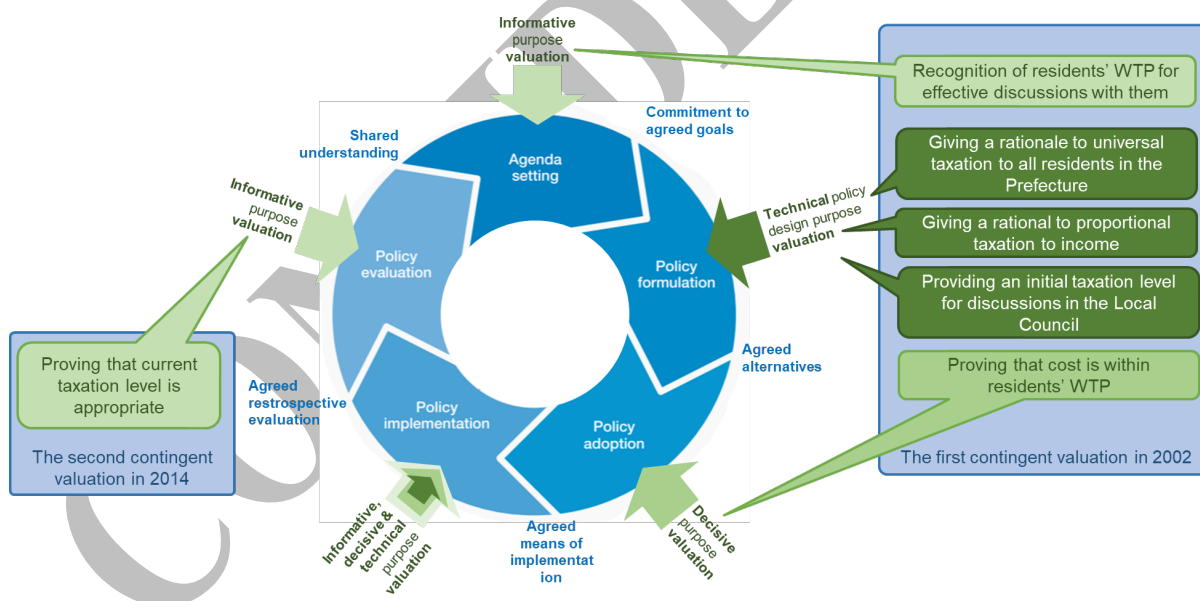 Informative
purpose
valuation
Recognition of residents' WTP for
effective discussions with them
Commitment to
agreed goals
Shared
understanding
Agenda
setting
Giving a rationale to universal
taxation to all residents in the
Prefecture
Informative
purpose
valuation
Technical policy
design purpose
valuation
Giving a rational to proportional
taxation to income
Policy
evaluation
Policy
formulation
Providing an initial taxation level
for discussions in the Local
Council
Proving that current
taxation level is
appropriate
Agreed
alternatives
Proving that cost is within
residents' WTP
Agreed
restrospective
evaluation
Policy
implementation
Policy
adoption
The second contingent
valuation in 2014
The first contingent valuation in 2002
Informative,
decisive &
technical
purpose
valuation
Agreed
means of
implementat
ion
Decisive
purpose
valuation